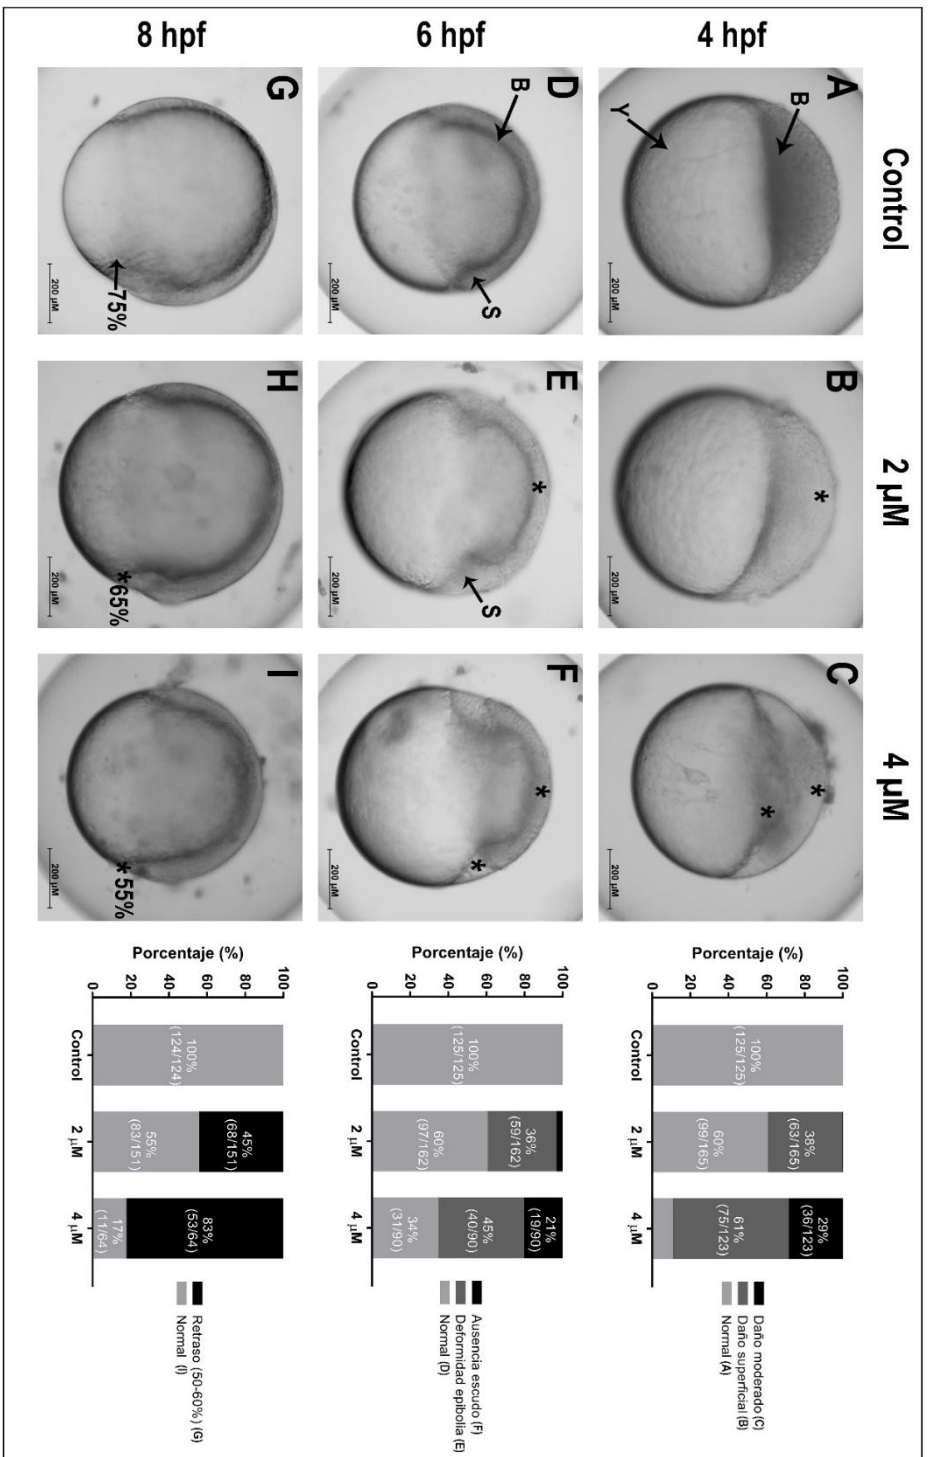 Control
2 µM
4 µM
4 hpf
A
B
Y
200 µM
B
*
200 µM
C
*
*
200 µM
Porcentaje (%)
100
80
60
40
20
0
100%
(125/125)
38%
(63/165)
60%
(99/165)
29%
(36/123)
61%
(75/123)
Control
2 µM
4 µM
Daño moderado (C)
Daño superficial (B)
Normal (A)
6 hpf
D
B
S
200 µM
E
*
S
200 µM
F
*
*
200 µM
Porcentaje (%)
100
80
60
40
20
0
100%
(125/125)
36%
(59/162)
60%
(97/162)
21%
(19/90)
45%
(40/90)
34%
(31/90)
Control
2 µM
4 µM
Ausencia escudo (F)
Deformidad epibolia (E)
Normal (D)
8 hpf
G
75%
200 µM
H
*65%
200 µM
I
*55%
200 µM
Porcentaje (%)
100
80
60
40
20
0
100%
(124/124)
45%
(68/151)
55%
(83/151)
83%
(53/64)
17%
(11/64)
Control
2 µM
4 µM
Retraso (50-60%) (G)
Normal (I)